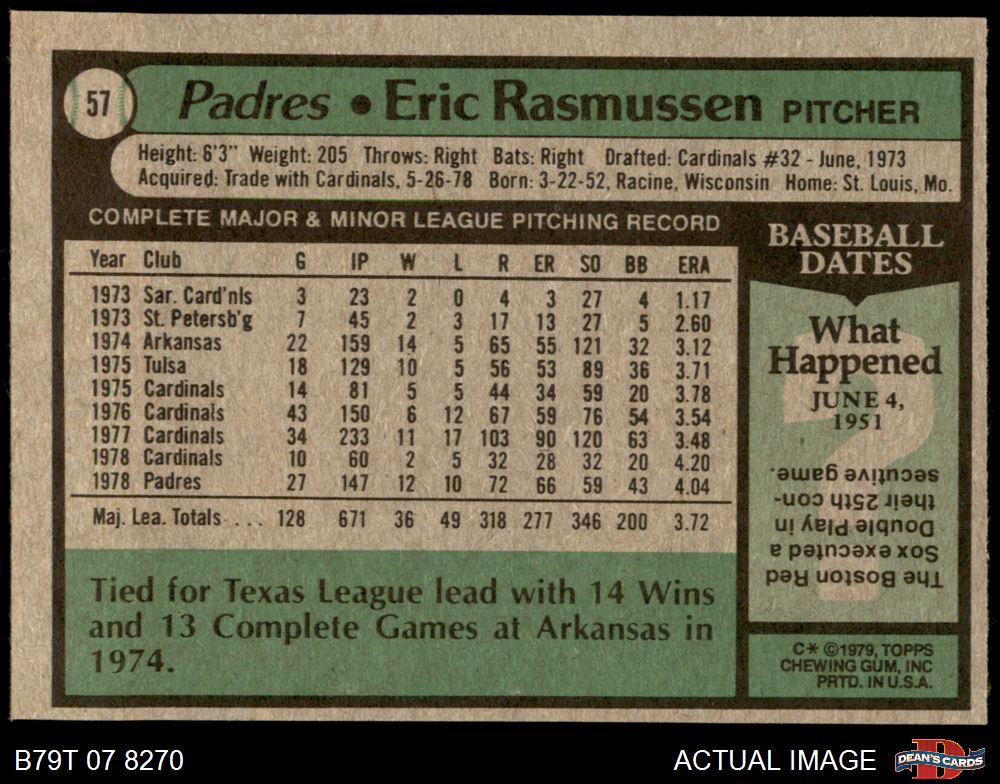 57
Padres • Eric Rasmussen PITCHER
Height: 6'3" Weight: 205 Throws: Right Bats: Right Drafted: Cardinals #32 - June, 1973
Acquired: Trade with Cardinals, 5-26-78 Born: 3-22-52, Racine, Wisconsin Home: St. Louis, Mo.
COMPLETE MAJOR & MINOR LEAGUE PITCHING RECORD
Year Club G IP W L R ER SO BB ERA
1973 Sar. Card'nls 3 23 2 0 4 3 27 4 1.17
1973 St. Petersb'g 7 45 2 3 17 13 27 5 2.60
1974 Arkansas 22 159 14 5 65 55 121 32 3.12
1975 Tulsa 18 129 10 5 56 53 89 36 3.71
1975 Cardinals 14 81 5 5 44 34 59 20 3.78
1976 Cardinals 43 150 6 12 67 59 76 54 3.54
1977 Cardinals 34 233 11 17 103 90 120 63 3.48
1978 Cardinals 10 60 2 5 32 28 32 20 4.20
1978 Padres 27 147 12 10 72 66 59 43 4.04
Maj. Lea. Totals . . . 128 671 36 49 318 277 346 200 3.72
Tied for Texas League lead with 14 Wins
and 13 Complete Games at Arkansas in
1974.
BASEBALL
DATES
What
Happened
JUNE 4,
1951
The Boston Red
Sox executed a
Double Play in
their 25th con-
secutive game.
C* ©1979, TOPPS
CHEWING GUM, INC
PRTD. IN U.S.A.
B79T 07 8270
ACTUAL IMAGE
DEAN'S CARDS